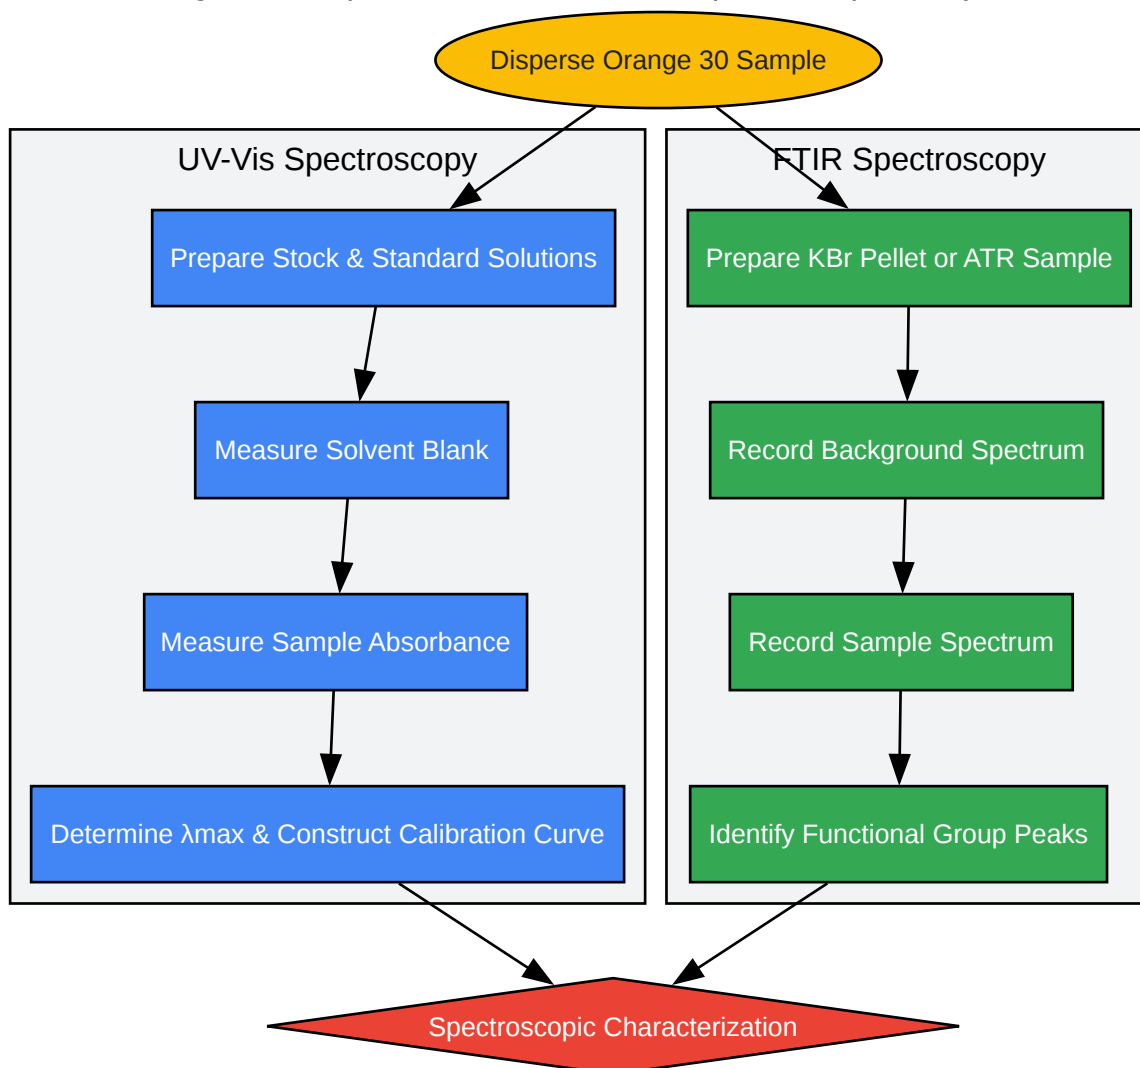 Disperse Orange 30 Sample
UV-Vis Spectroscopy
Prepare Stock & Standard Solutions
Measure Solvent Blank
Measure Sample Absorbance
Determine λmax & Construct Calibration Curve
FTIR Spectroscopy
Prepare KBr Pellet or ATR Sample
Record Background Spectrum
Record Sample Spectrum
Identify Functional Group Peaks
Spectroscopic Characterization